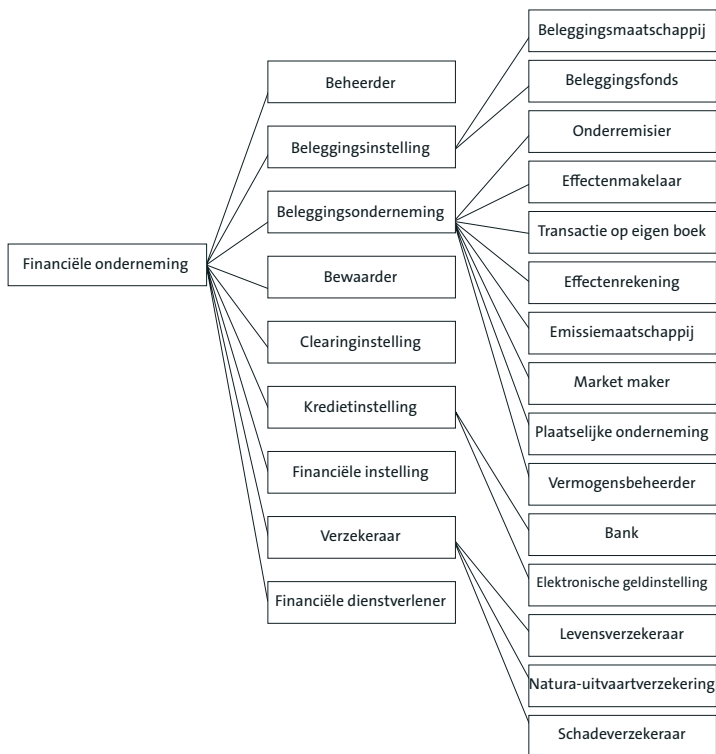 Financiële onderneming
Beheerder
Beleggingsinstelling
Beleggingsonderneming
Bewaarder
Clearinginstelling
Kredietinstelling
Financiële instelling
Verzekeraar
Financiële dienstverlener
Beleggingsmaatschappij
Beleggingsfonds
Onderremisier
Effectenmakelaar
Transactie op eigen boek
Effectenrekening
Emissiemaatschappij
Market maker
Plaatselijke onderneming
Vermogensbeheerder
Bank
Elektronische geldinstelling
Levensverzekeraar
Natura-uitvaartverzekering
Schadeverzekeraar